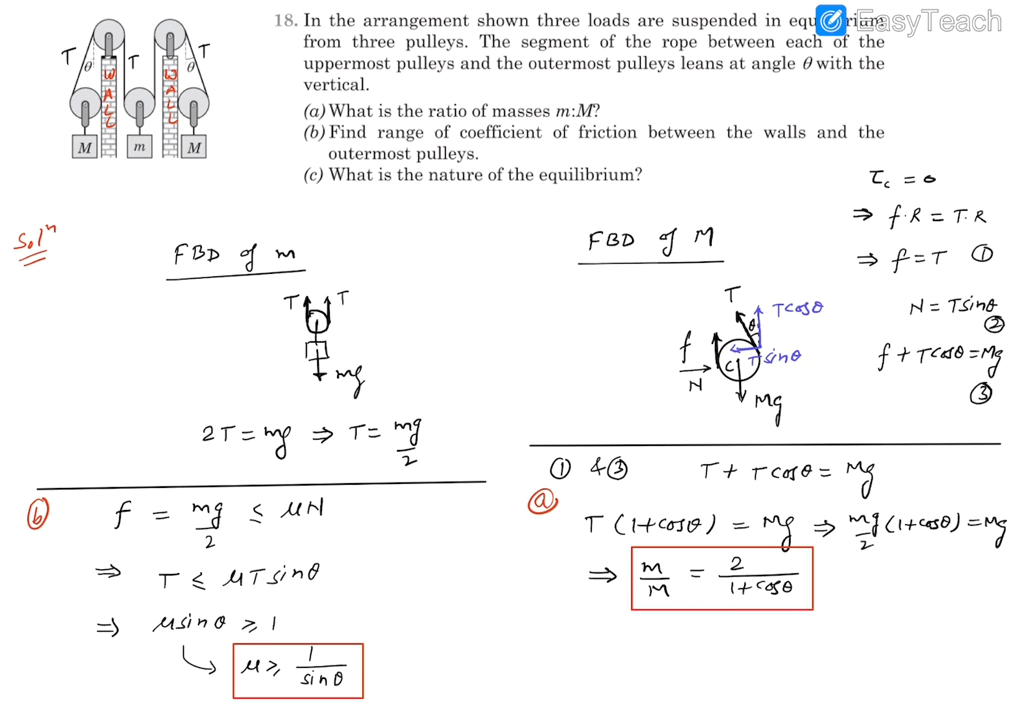 EasyTeach
18. In the arrangement shown three loads are suspended in equ rium
from three pulleys. The segment of the rope between each of the
uppermost pulleys and the outermost pulleys leans at angle θ with the
vertical.
(a) What is the ratio of masses m:M?
(b) Find range of coefficient of friction between the walls and the
outermost pulleys.
(c) What is the nature of the equilibrium?
T θ T T θ
WALL WALL
M m M
Solⁿ
FBD of m
T T
mg
2T = mg ⇒ T = mg/2
FBD of M
T
Tcosθ
θ
f
C
Tsinθ
N
Mg
τc = 0
⇒ f·R = T·R
⇒ f = T ①
N = Tsinθ
②
f + Tcosθ = Mg
③
ⓑ f = mg/2 ≤ μN
⇒ T ≤ μTsinθ
⇒ μsinθ ≥ 1
μ ≥ 1/sinθ
① & ③ T + Tcosθ = Mg
ⓐ
T(1+cosθ) = Mg ⇒ mg/2 (1+cosθ) = Mg
⇒ m/M = 2/(1+cosθ)